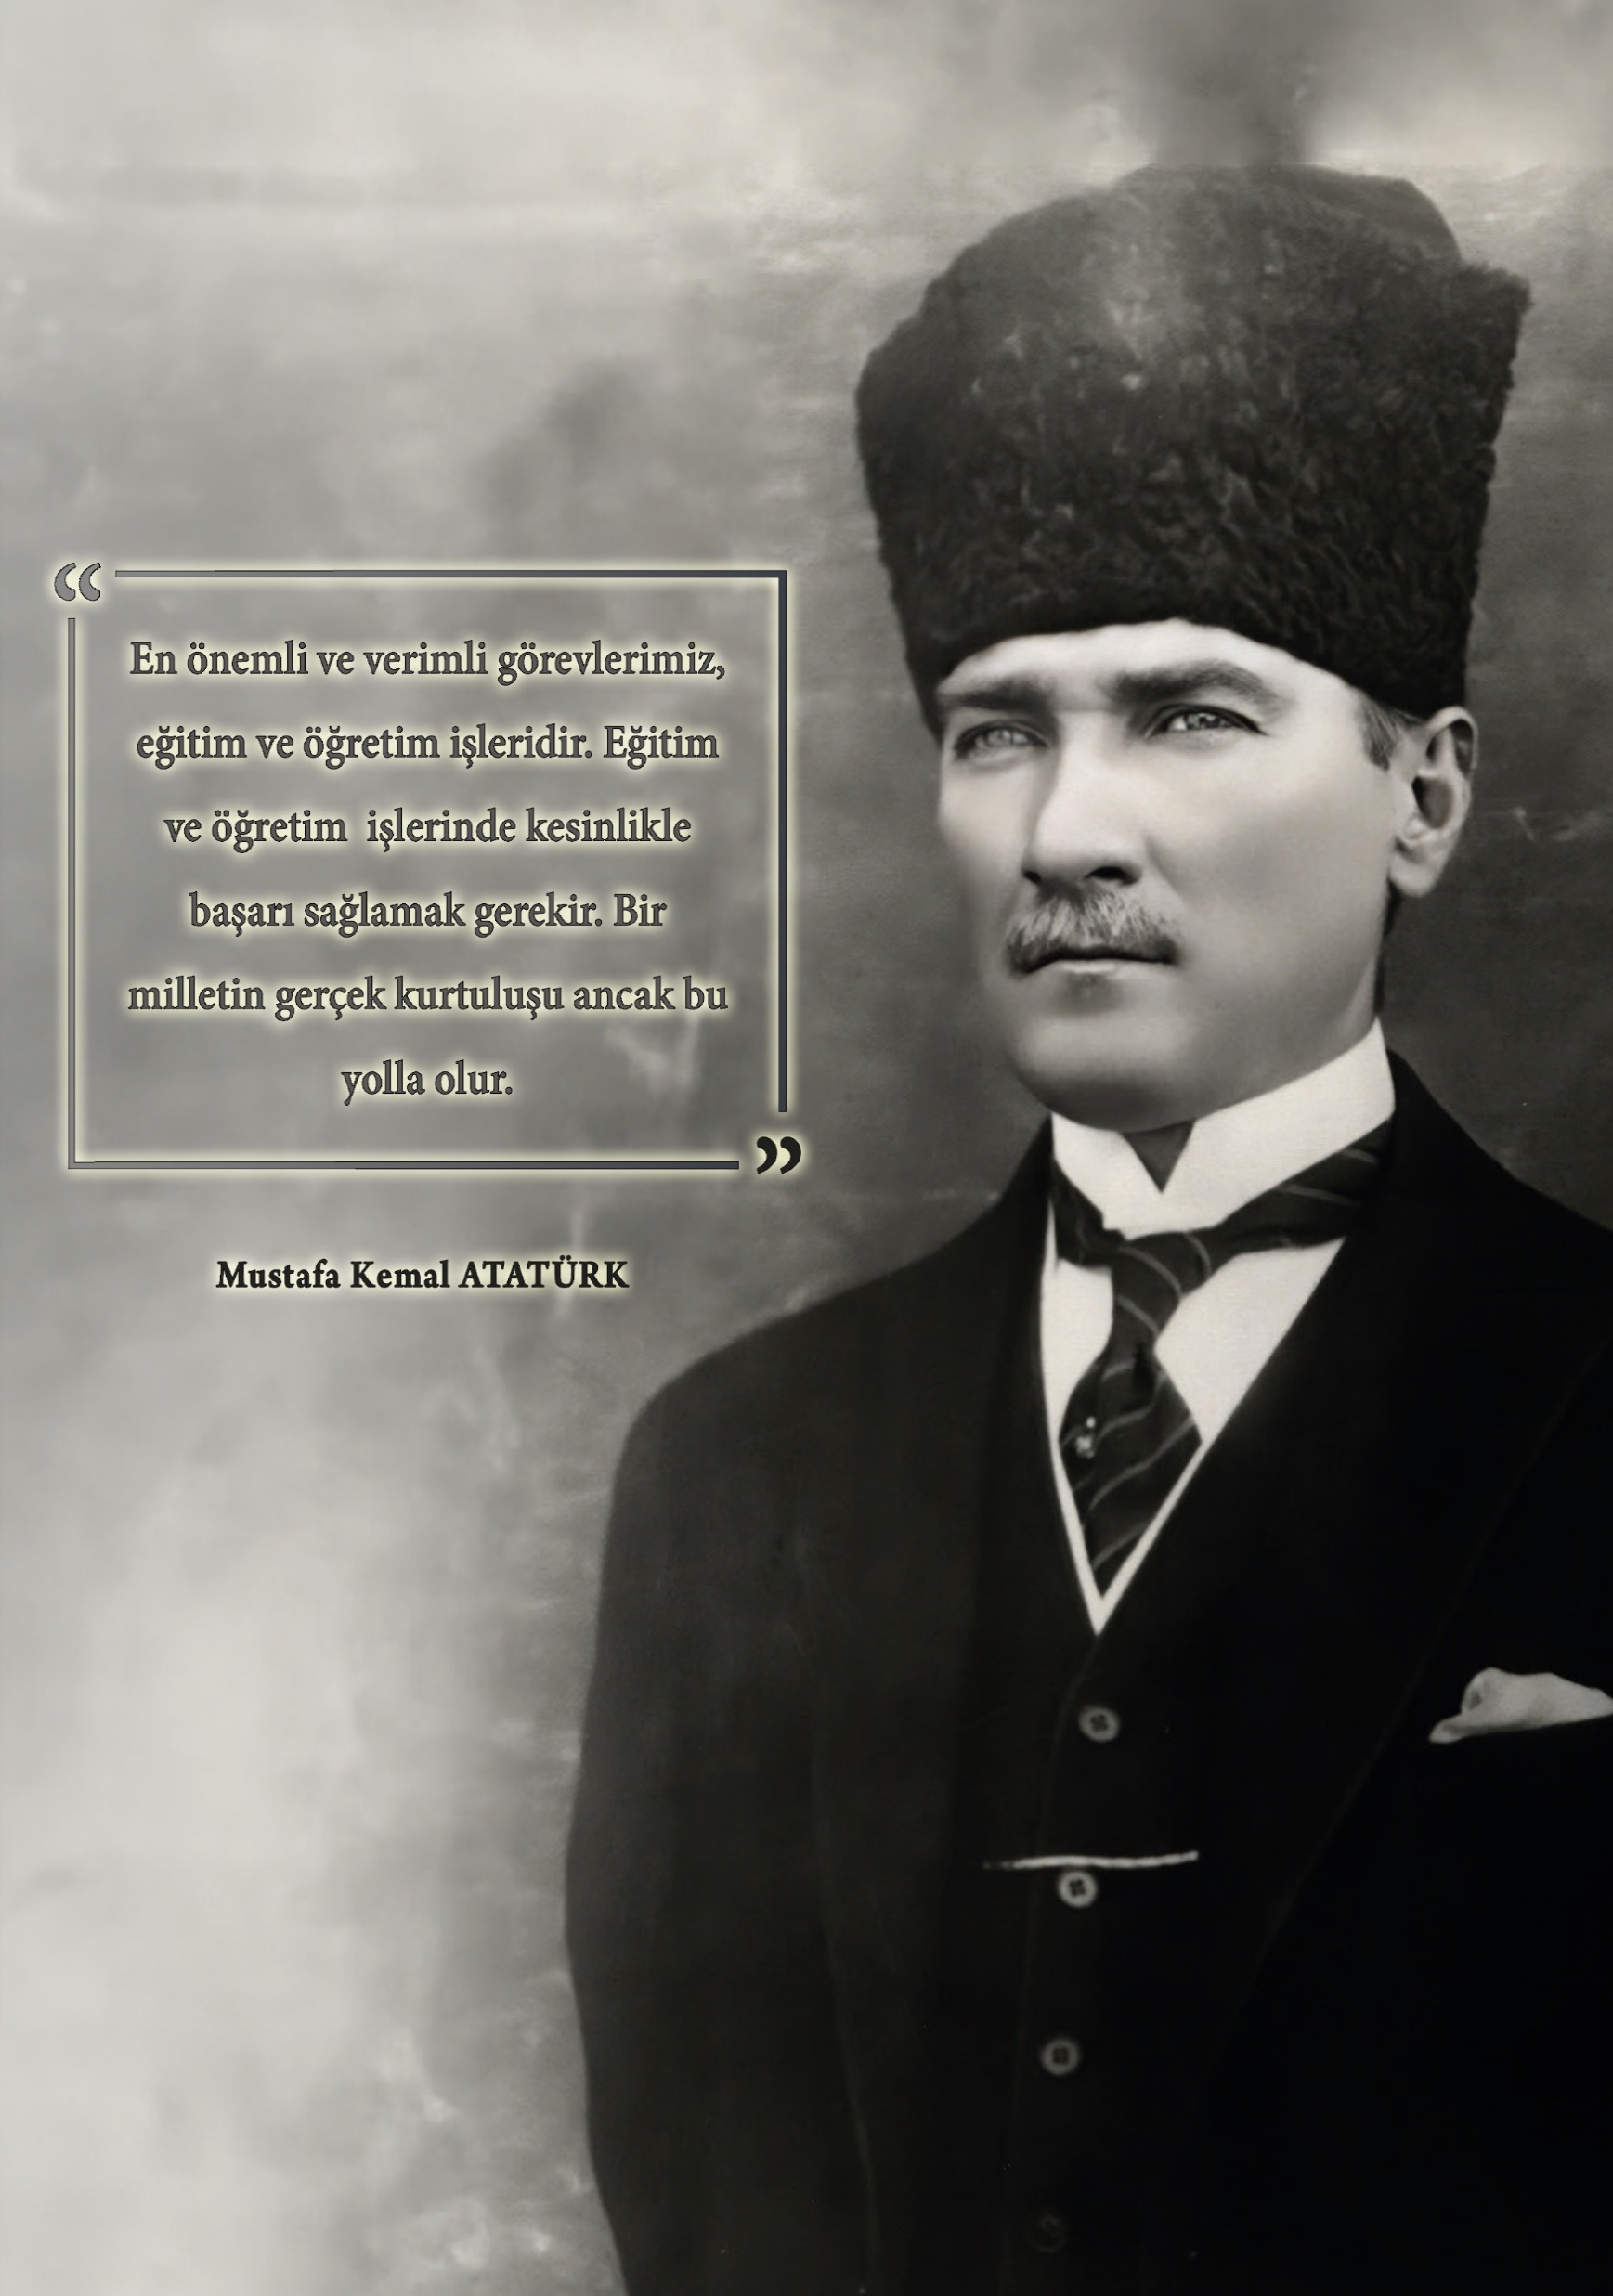 “
En önemli ve verimli görevlerimiz,
eğitim ve öğretim işleridir. Eğitim
ve öğretim işlerinde kesinlikle
başarı sağlamak gerekir. Bir
milletin gerçek kurtuluşu ancak bu
yolla olur.
”
Mustafa Kemal ATATÜRK